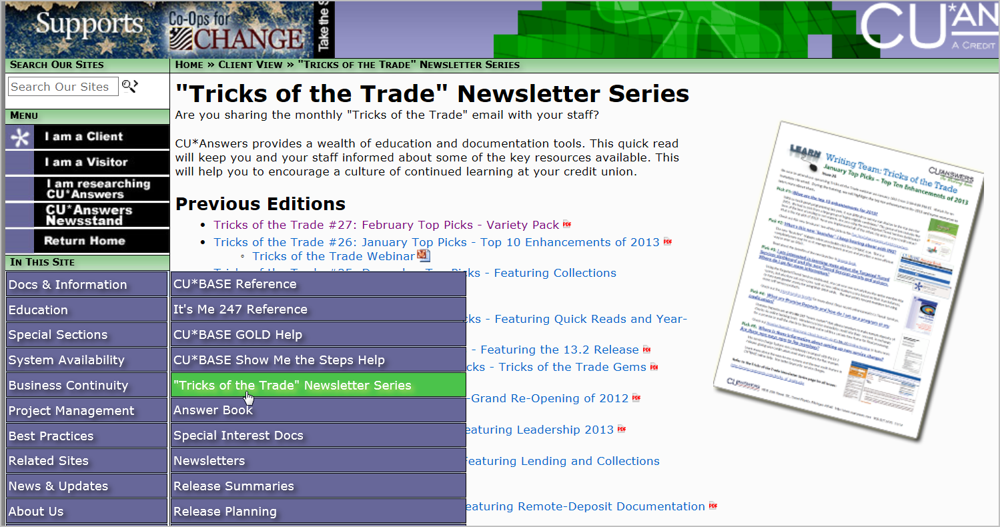 Supports
Co-Ops for
CHANGE
Take the S
CU*AN
A CREDIT
SEARCH OUR SITES
HOME » CLIENT VIEW » "TRICKS OF THE TRADE" NEWSLETTER SERIES
Search Our Sites
MENU
I am a Client
I am a Visitor
I am researching
CU*Answers
CU*Answers
Newsstand
Return Home
IN THIS SITE
Docs & Information
Education
Special Sections
System Availability
Business Continuity
Project Management
Best Practices
Related Sites
News & Updates
About Us
CU*BASE Reference
It's Me 247 Reference
CU*BASE GOLD Help
CU*BASE Show Me the Steps Help
"Tricks of the Trade" Newsletter Series
Answer Book
Special Interest Docs
Newsletters
Release Summaries
Release Planning
"Tricks of the Trade" Newsletter Series
Are you sharing the monthly "Tricks of the Trade" email with your staff?
CU*Answers provides a wealth of education and documentation tools. This quick read
will keep you and your staff informed about some of the key resources available. This
will help you to encourage a culture of continued learning at your credit union.
Previous Editions
Tricks of the Trade #27: February Top Picks - Variety Pack
Tricks of the Trade #26: January Top Picks - Top 10 Enhancements of 2013
Tricks of the Trade Webinar
Picks - Featuring Collections
cks - Featuring Quick Reads and Year-
- Featuring the 13.2 Release
cks - Tricks of the Trade Gems
-Grand Re-Opening of 2012
eaturing Leadership 2013
Featuring Lending and Collections
eaturing Remote-Deposit Documentation
LEARN
Writing Team: Tricks of the Trade
January Top Picks - Top Ten Enhancements of 2013
CU*ANSWERS